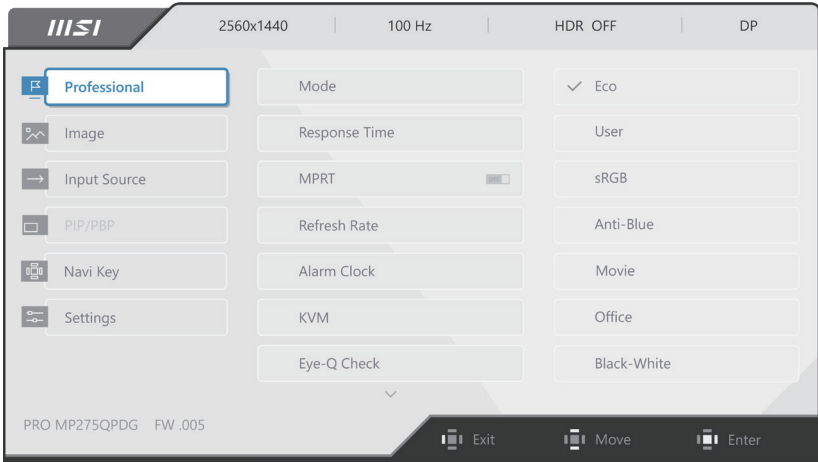 msi
2560x1440
100 Hz
HDR OFF
DP
Professional
Image
Input Source
PIP/PBP
Navi Key
Settings
Mode
Response Time
MPRT
Refresh Rate
Alarm Clock
KVM
Eye-Q Check
Eco
User
sRGB
Anti-Blue
Movie
Office
Black-White
PRO MP275QPDG FW .005
Exit
Move
Enter